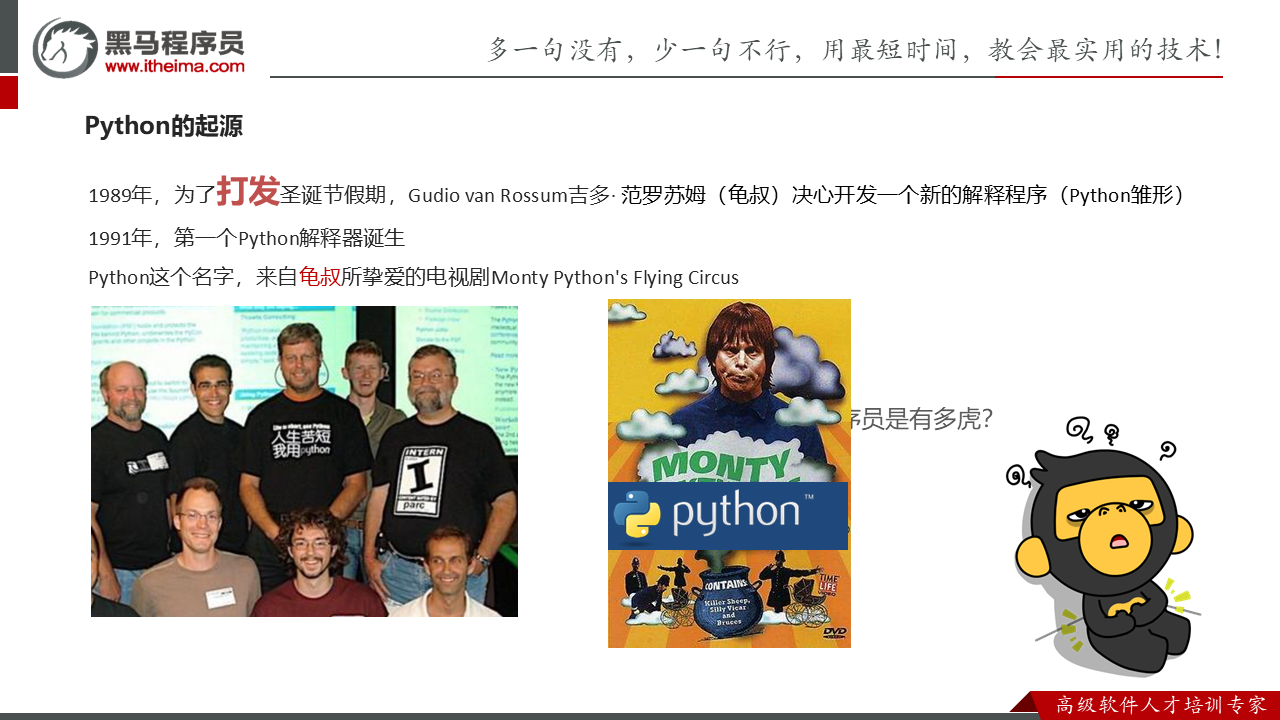 黑马程序员
www.itheima.com
多一句没有，少一句不行，用最短时间，教会最实用的技术！
Python的起源
1989年，为了打发圣诞节假期，Gudio van Rossum吉多· 范罗苏姆（龟叔）决心开发一个新的解释程序（Python雏形）
1991年，第一个Python解释器诞生
Python这个名字，来自龟叔所挚爱的电视剧Monty Python's Flying Circus
Life is short, use Python
人生苦短
我用python
INTERN
I
parc
MONTY
python™
CONTAINS:
Killer Sheep,
Silly Vicar
and
Bruces
TIME
LIFE
DVD
序员是有多虎?
高级软件人才培训专家